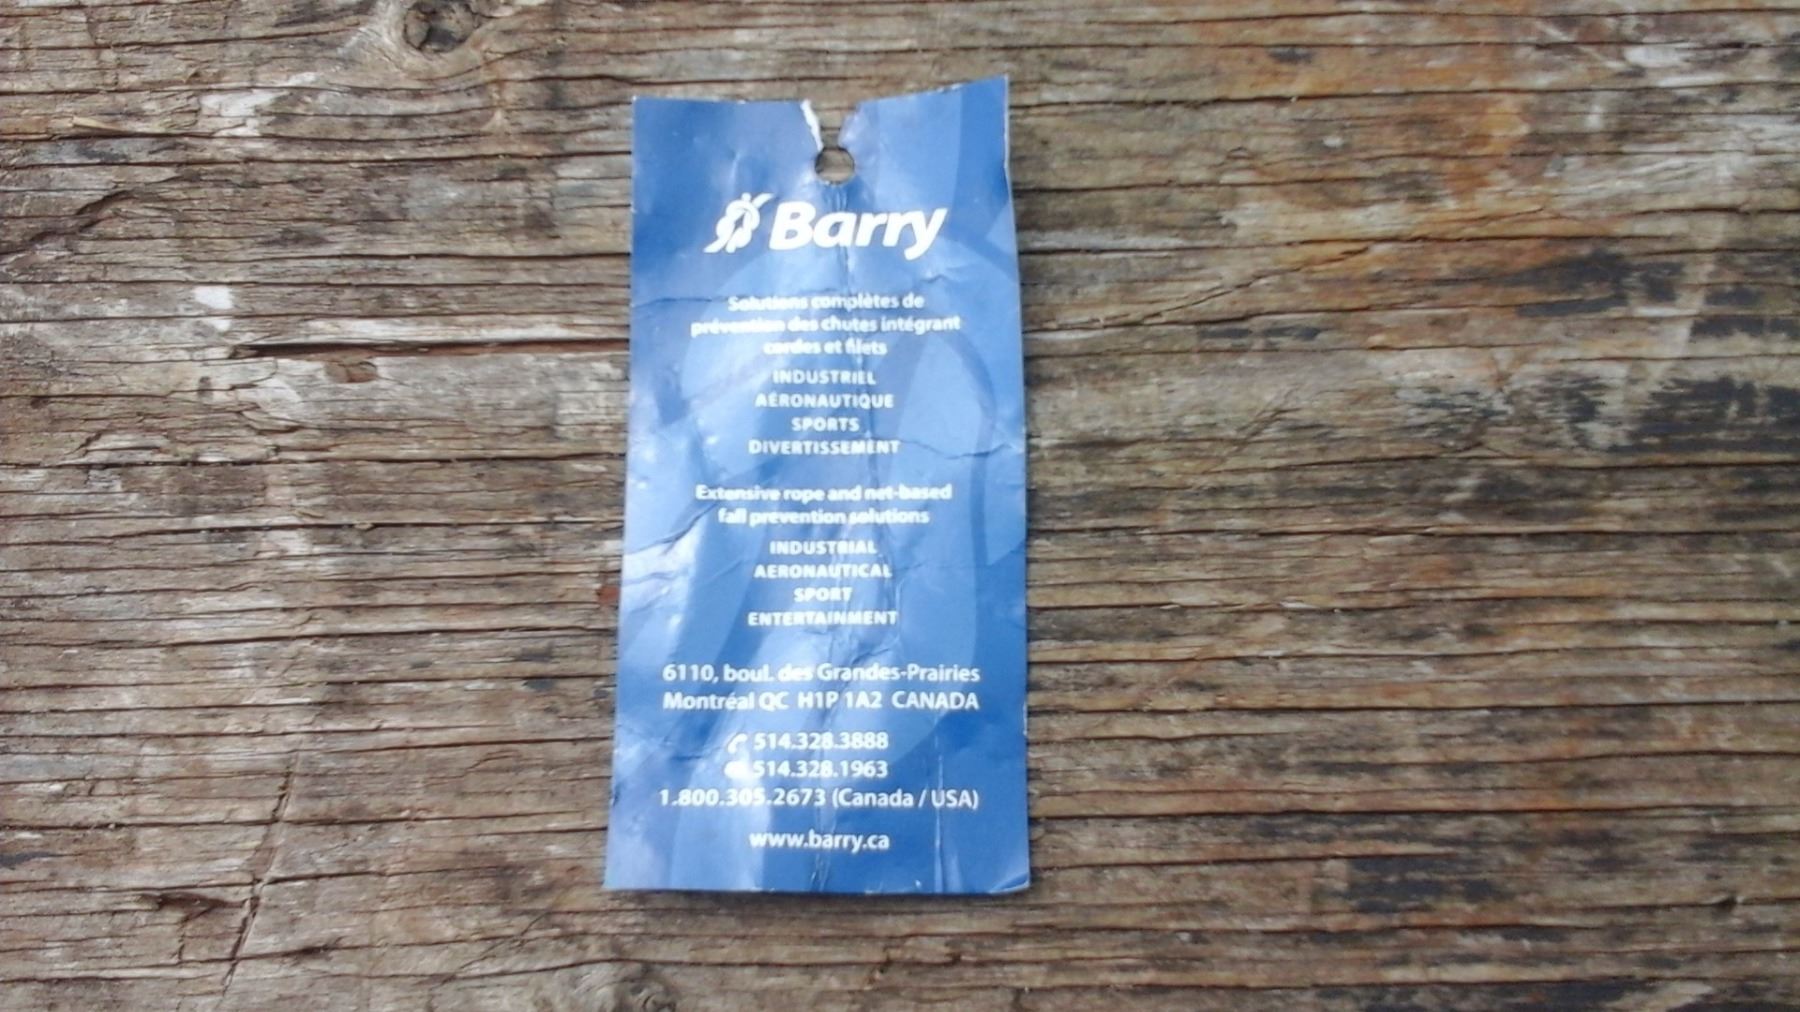 Barry
Solutions complètes de
prévention des chutes intégrant
cordes et filets
INDUSTRIEL
AÉRONAUTIQUE
SPORTS
DIVERTISSEMENT
Extensive rope and net-based
fall prevention solutions
INDUSTRIAL
AERONAUTICAL
SPORT
ENTERTAINMENT
6110, boul. des Grandes-Prairies
Montréal QC H1P 1A2 CANADA
514.328.3888
514.328.1963
1.800.305.2673 (Canada / USA)
www.barry.ca